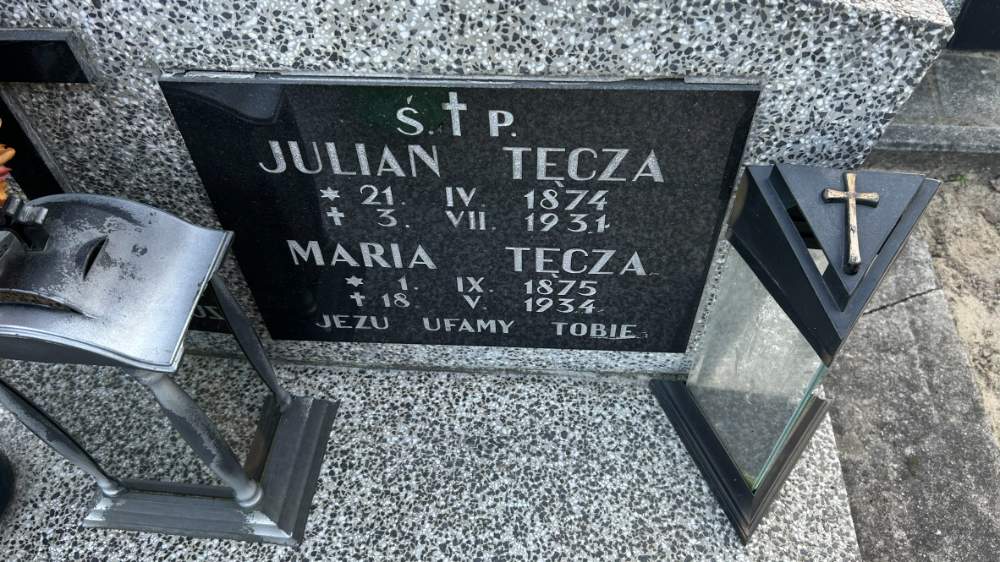 Ś. † P.
JULIAN TĘCZA
* 21. IV. 1874
† 3. VII. 1931
MARIA TĘCZA
* 1. IX. 1875
† 18. V. 1934
JEZU UFAMY TOBIE